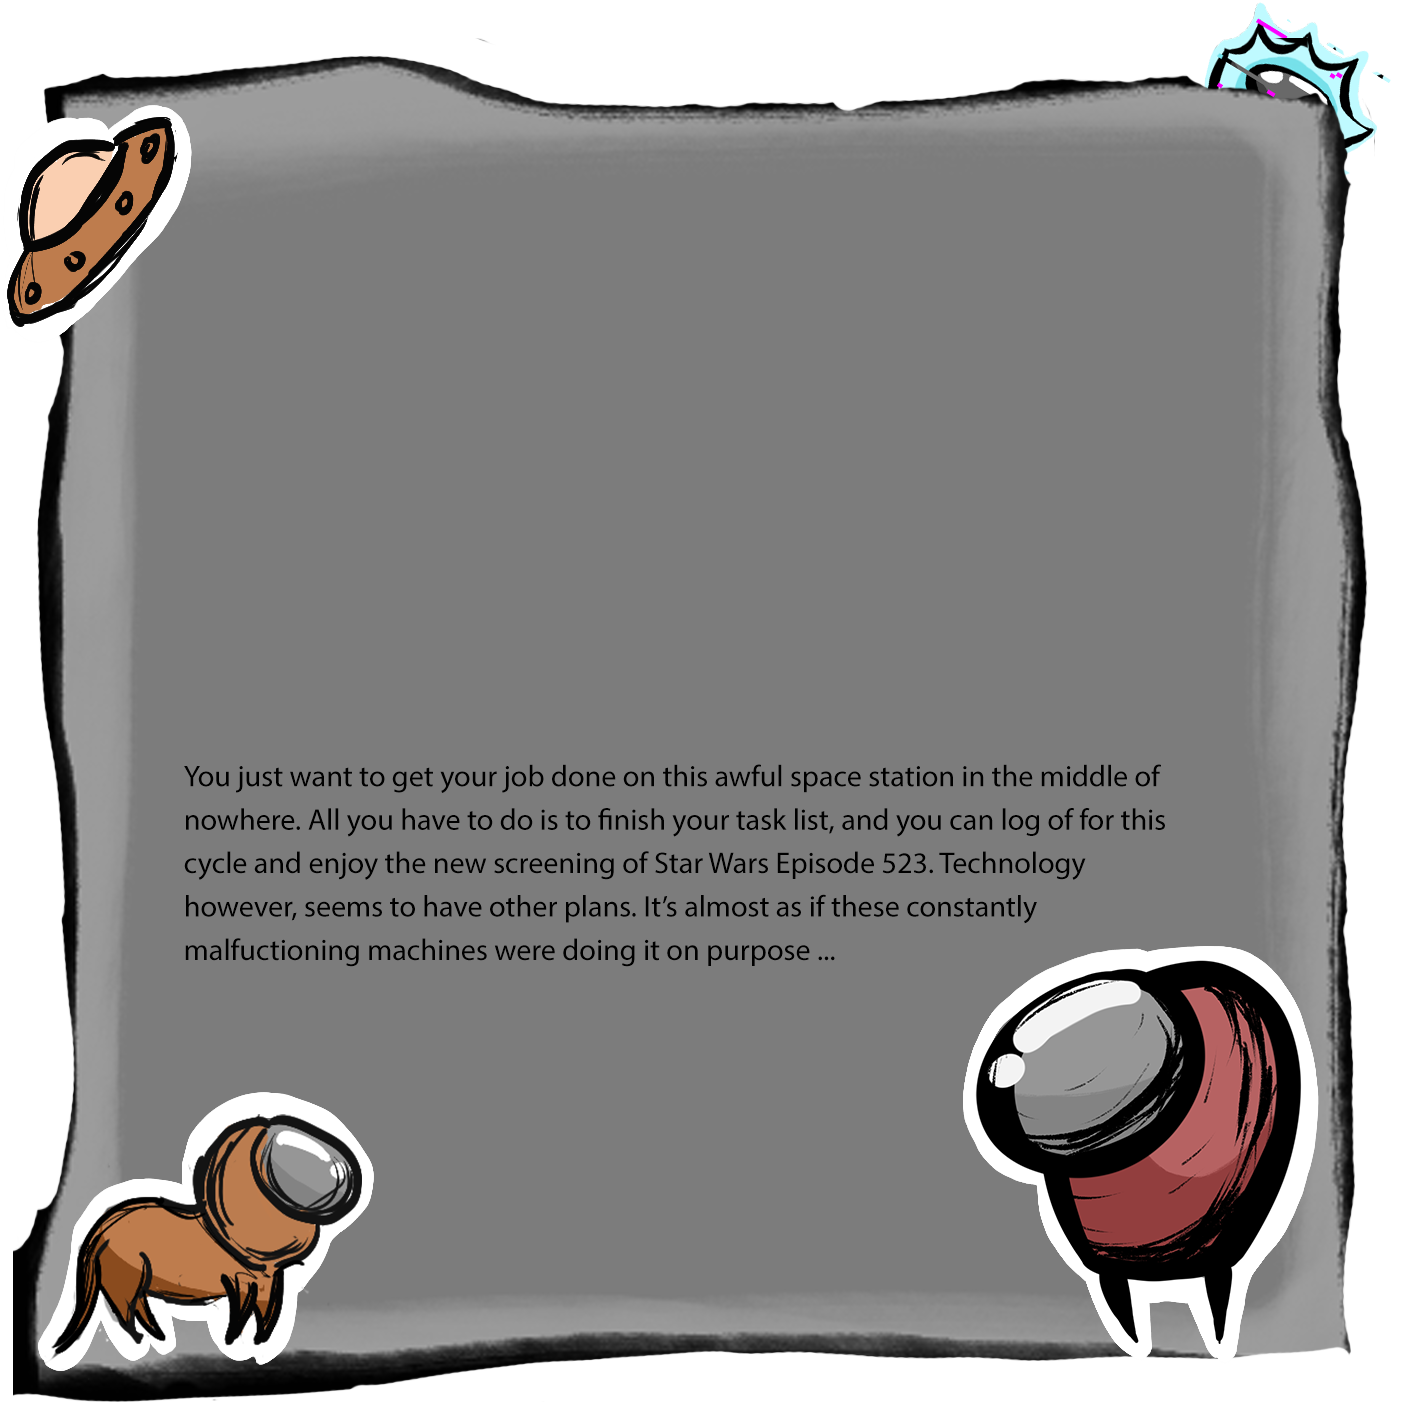 You just want to get your job done on this awful space station in the middle of
nowhere. All you have to do is to finish your task list, and you can log of for this
cycle and enjoy the new screening of Star Wars Episode 523. Technology
however, seems to have other plans. It’s almost as if these constantly
malfuctioning machines were doing it on purpose ...